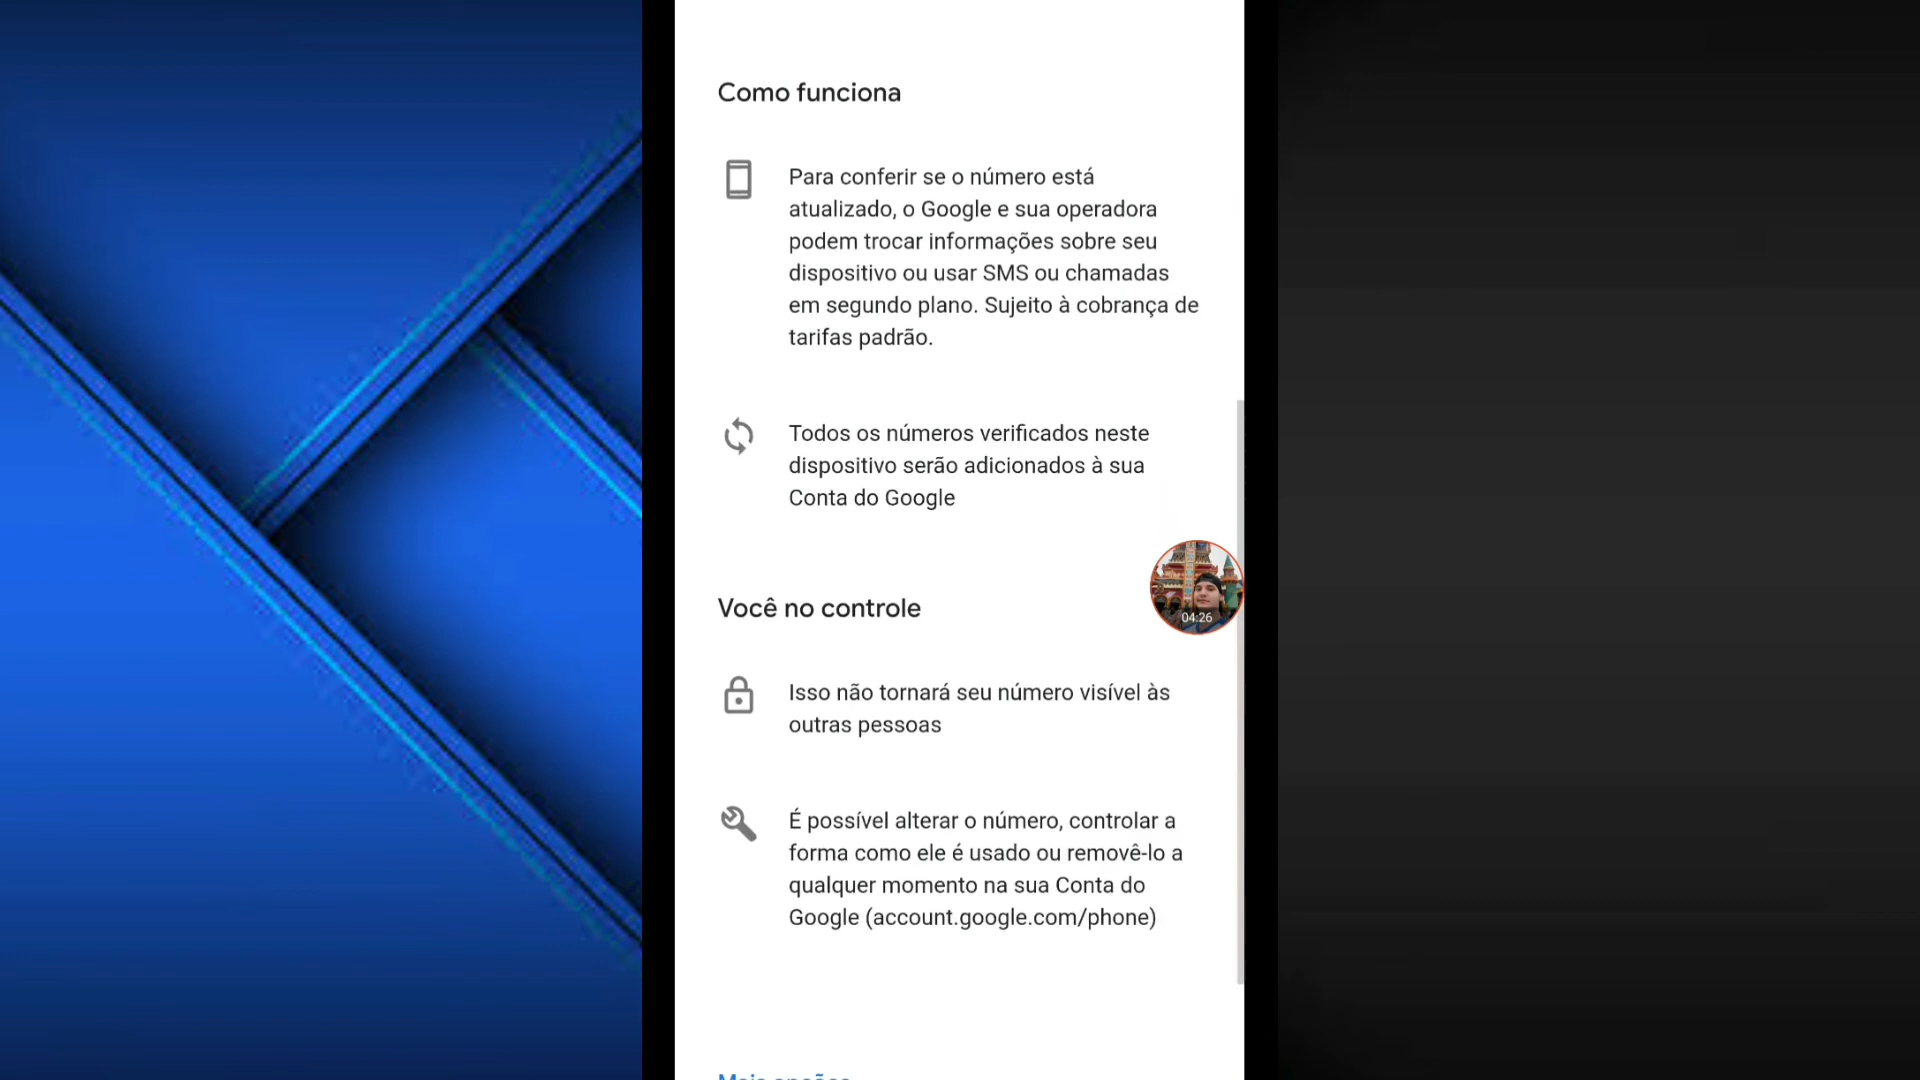 Como funciona
Para conferir se o número está
atualizado, o Google e sua operadora
podem trocar informações sobre seu
dispositivo ou usar SMS ou chamadas
em segundo plano. Sujeito à cobrança de
tarifas padrão.
Todos os números verificados neste
dispositivo serão adicionados à sua
Conta do Google
04:26
Você no controle
Isso não tornará seu número visível às
outras pessoas
É possível alterar o número, controlar a
forma como ele é usado ou removê-lo a
qualquer momento na sua Conta do
Google (account.google.com/phone)